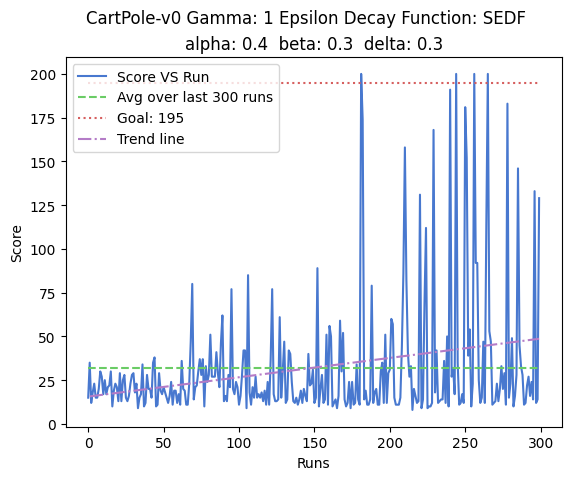 CartPole-v0 Gamma: 1 Epsilon Decay Function: SEDF
alpha: 0.4  beta: 0.3  delta: 0.3
Score VS Run
Avg over last 300 runs
Goal: 195
Trend line
200
175
150
125
100
75
50
25
0
Score
0
50
100
150
200
250
300
Runs